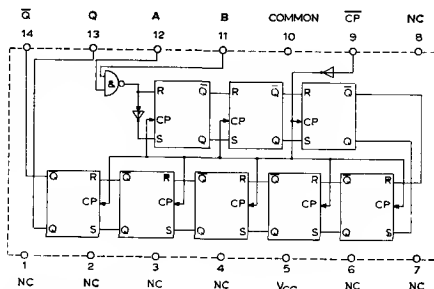 Q̅ Q A B COMMON C̅P̅ NC
14 13 12 11 10 9 8
&
R Q̅ R Q̅ R Q̅
CP CP CP
S Q S Q S Q
Q̅ R Q̅ R Q̅ R Q̅ R Q̅ R
CP CP CP CP CP
Q S Q S Q S Q S Q S
1 2 3 4 5 6 7
NC NC NC NC VCC NC NC